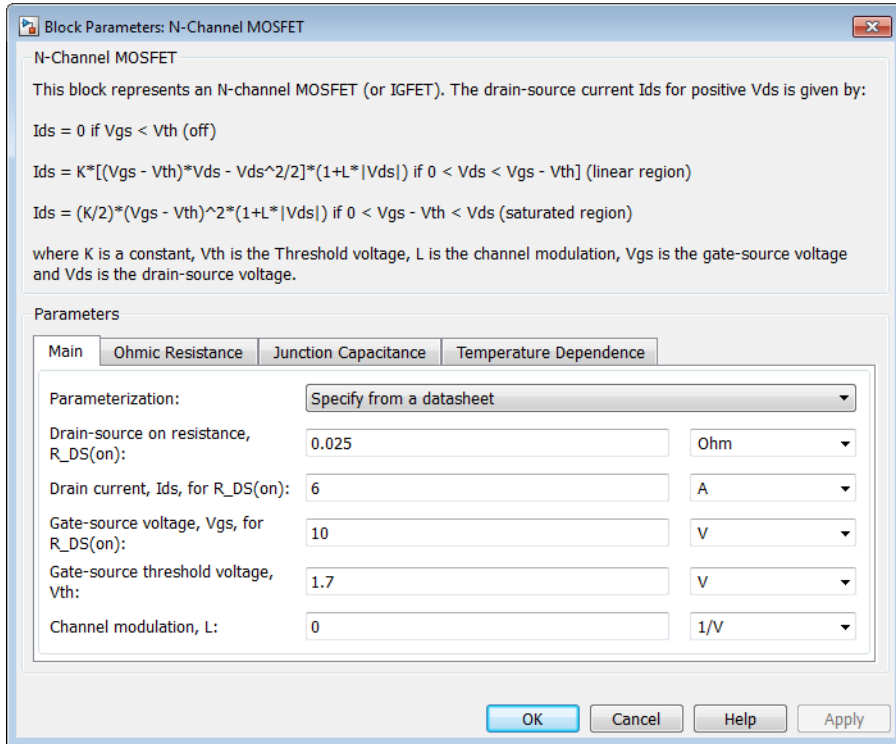 Block Parameters: N-Channel MOSFET
N-Channel MOSFET
This block represents an N-channel MOSFET (or IGFET). The drain-source current Ids for positive Vds is given by:
Ids = 0 if Vgs < Vth (off)
Ids = K*[(Vgs - Vth)*Vds - Vds^2/2]*(1+L*|Vds|) if 0 < Vds < Vgs - Vth] (linear region)
Ids = (K/2)*(Vgs - Vth)^2*(1+L*|Vds|) if 0 < Vgs - Vth < Vds (saturated region)
where K is a constant, Vth is the Threshold voltage, L is the channel modulation, Vgs is the gate-source voltage
and Vds is the drain-source voltage.
Parameters
Main Ohmic Resistance Junction Capacitance Temperature Dependence
Parameterization: Specify from a datasheet
Drain-source on resistance,
R_DS(on): 0.025 Ohm
Drain current, Ids, for R_DS(on): 6 A
Gate-source voltage, Vgs, for
R_DS(on): 10 V
Gate-source threshold voltage,
Vth: 1.7 V
Channel modulation, L: 0 1/V
OK Cancel Help Apply